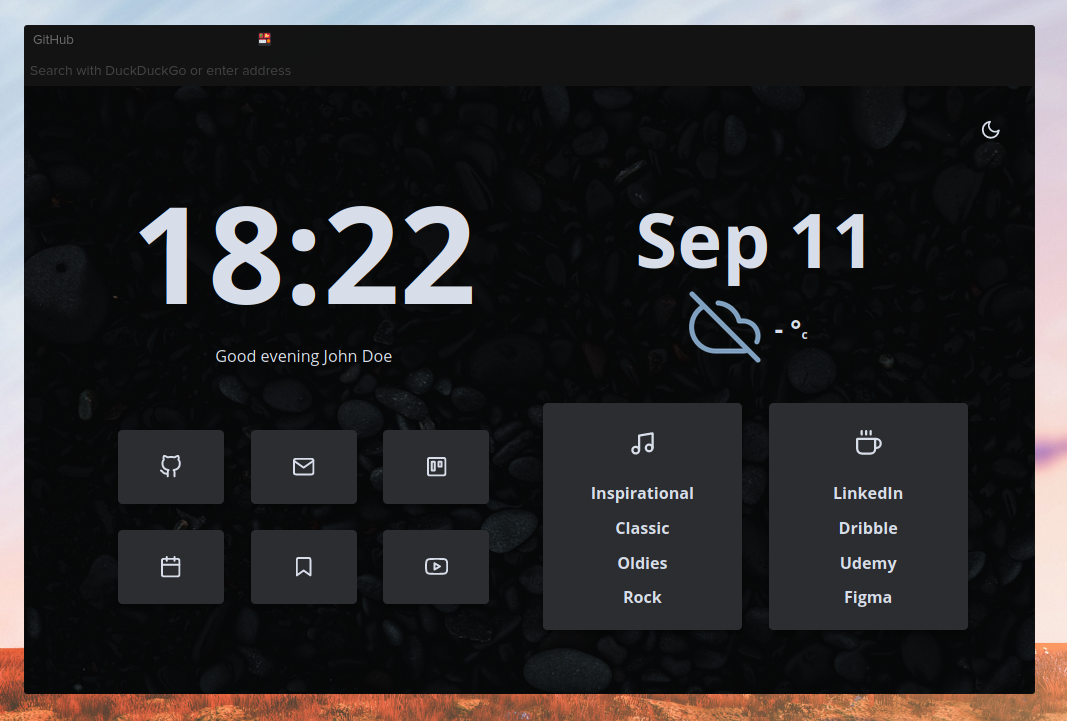 GitHub
Search with DuckDuckGo or enter address
18:22
Good evening John Doe
Sep 11
- °c
Inspirational
Classic
Oldies
Rock
LinkedIn
Dribble
Udemy
Figma